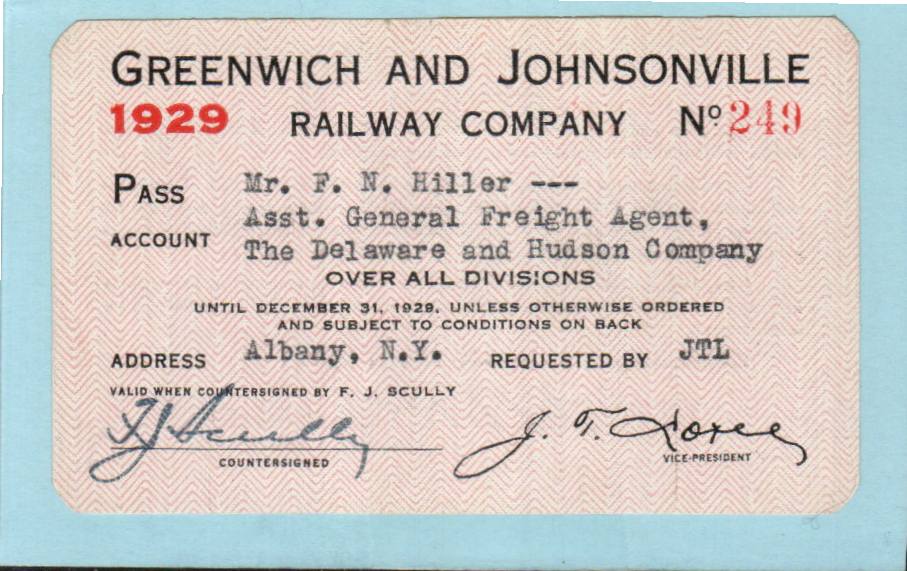 GREENWICH AND JOHNSONVILLE
1929 RAILWAY COMPANY Nº 249
PASS Mr. F. N. Hiller ---
Asst. General Freight Agent,
ACCOUNT The Delaware and Hudson Company
OVER ALL DIVISIONS
UNTIL DECEMBER 31, 1929, UNLESS OTHERWISE ORDERED
AND SUBJECT TO CONDITIONS ON BACK
ADDRESS Albany, N.Y. REQUESTED BY JTL
VALID WHEN COUNTERSIGNED BY F. J. SCULLY
F J Scully J. T. Loree
COUNTERSIGNED VICE-PRESIDENT